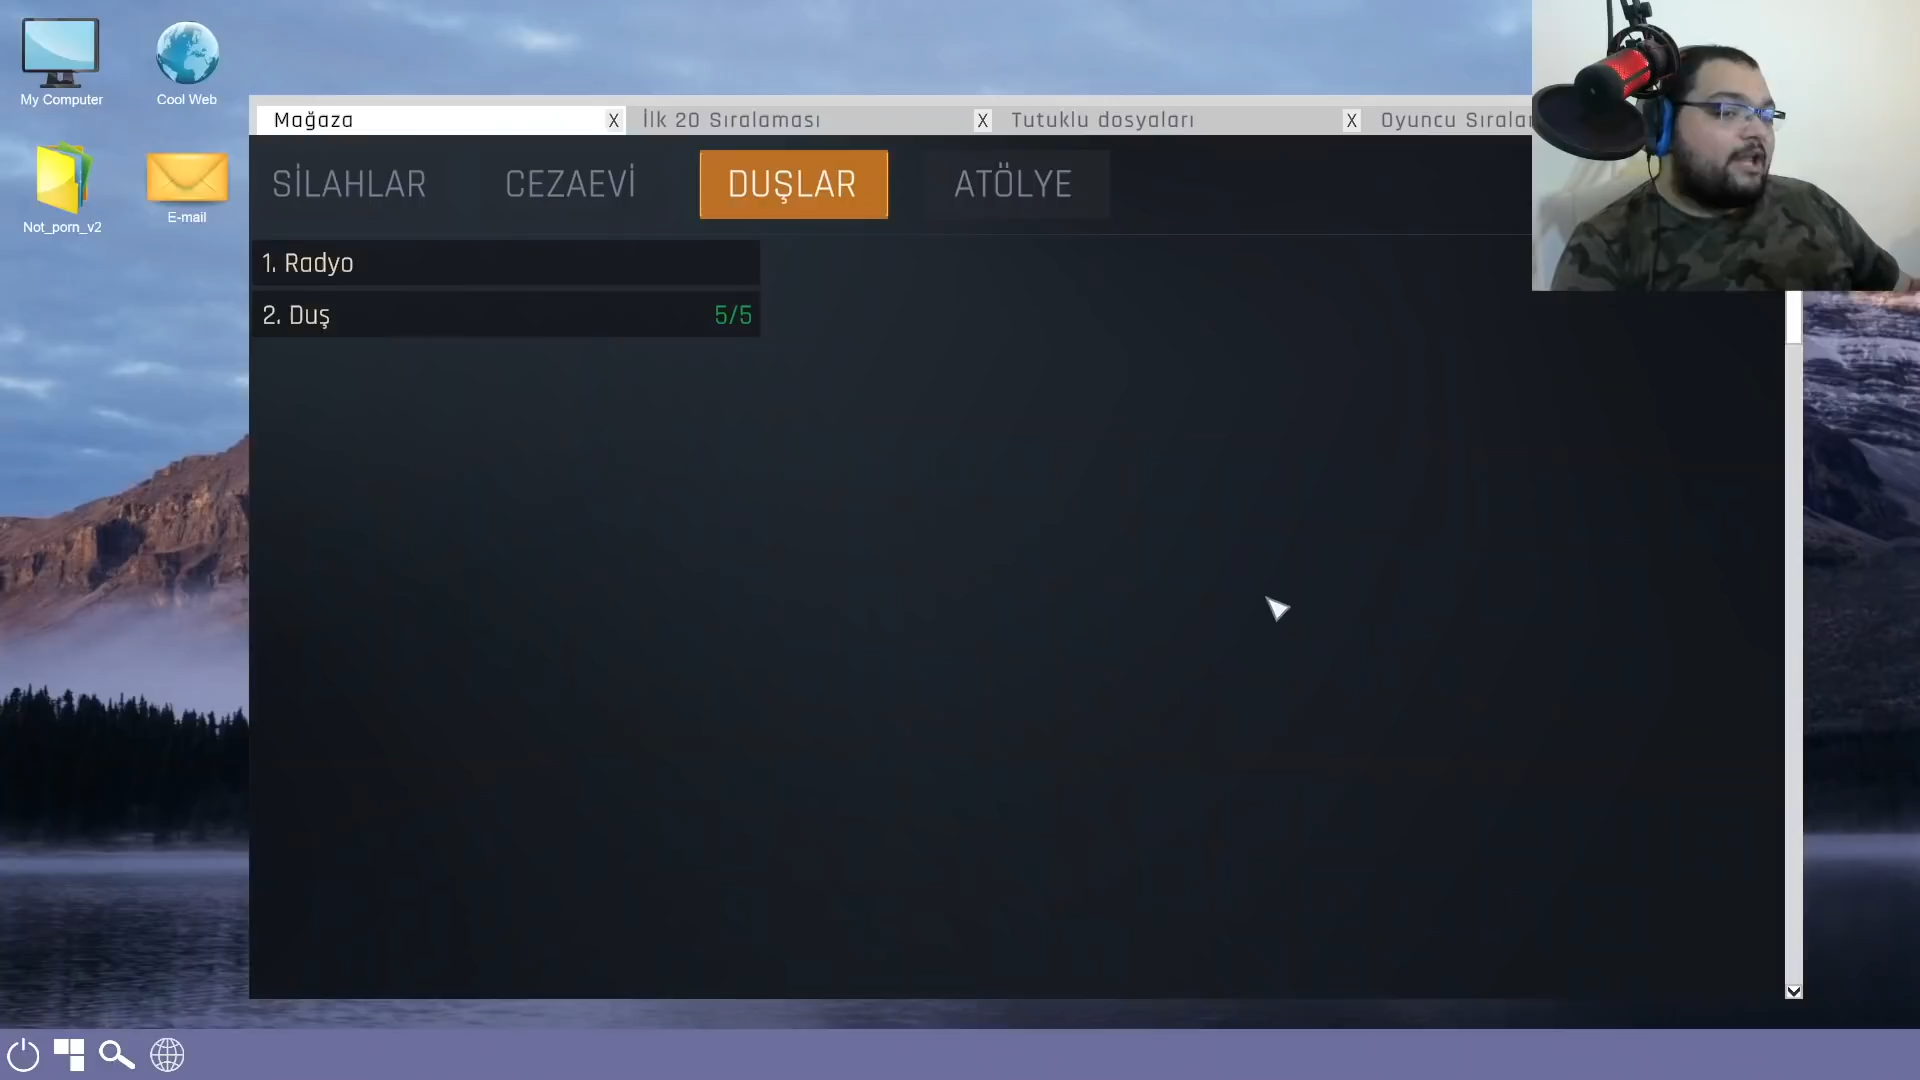 My Computer
Cool Web
Not_porn_v2
E-mail
Mağaza X
İlk 20 Sıralaması X
Tutuklu dosyaları X
Oyuncu
SİLAHLAR
CEZAEVİ
DUŞLAR
ATÖLYE
1. Radyo
2. Duş 5/5